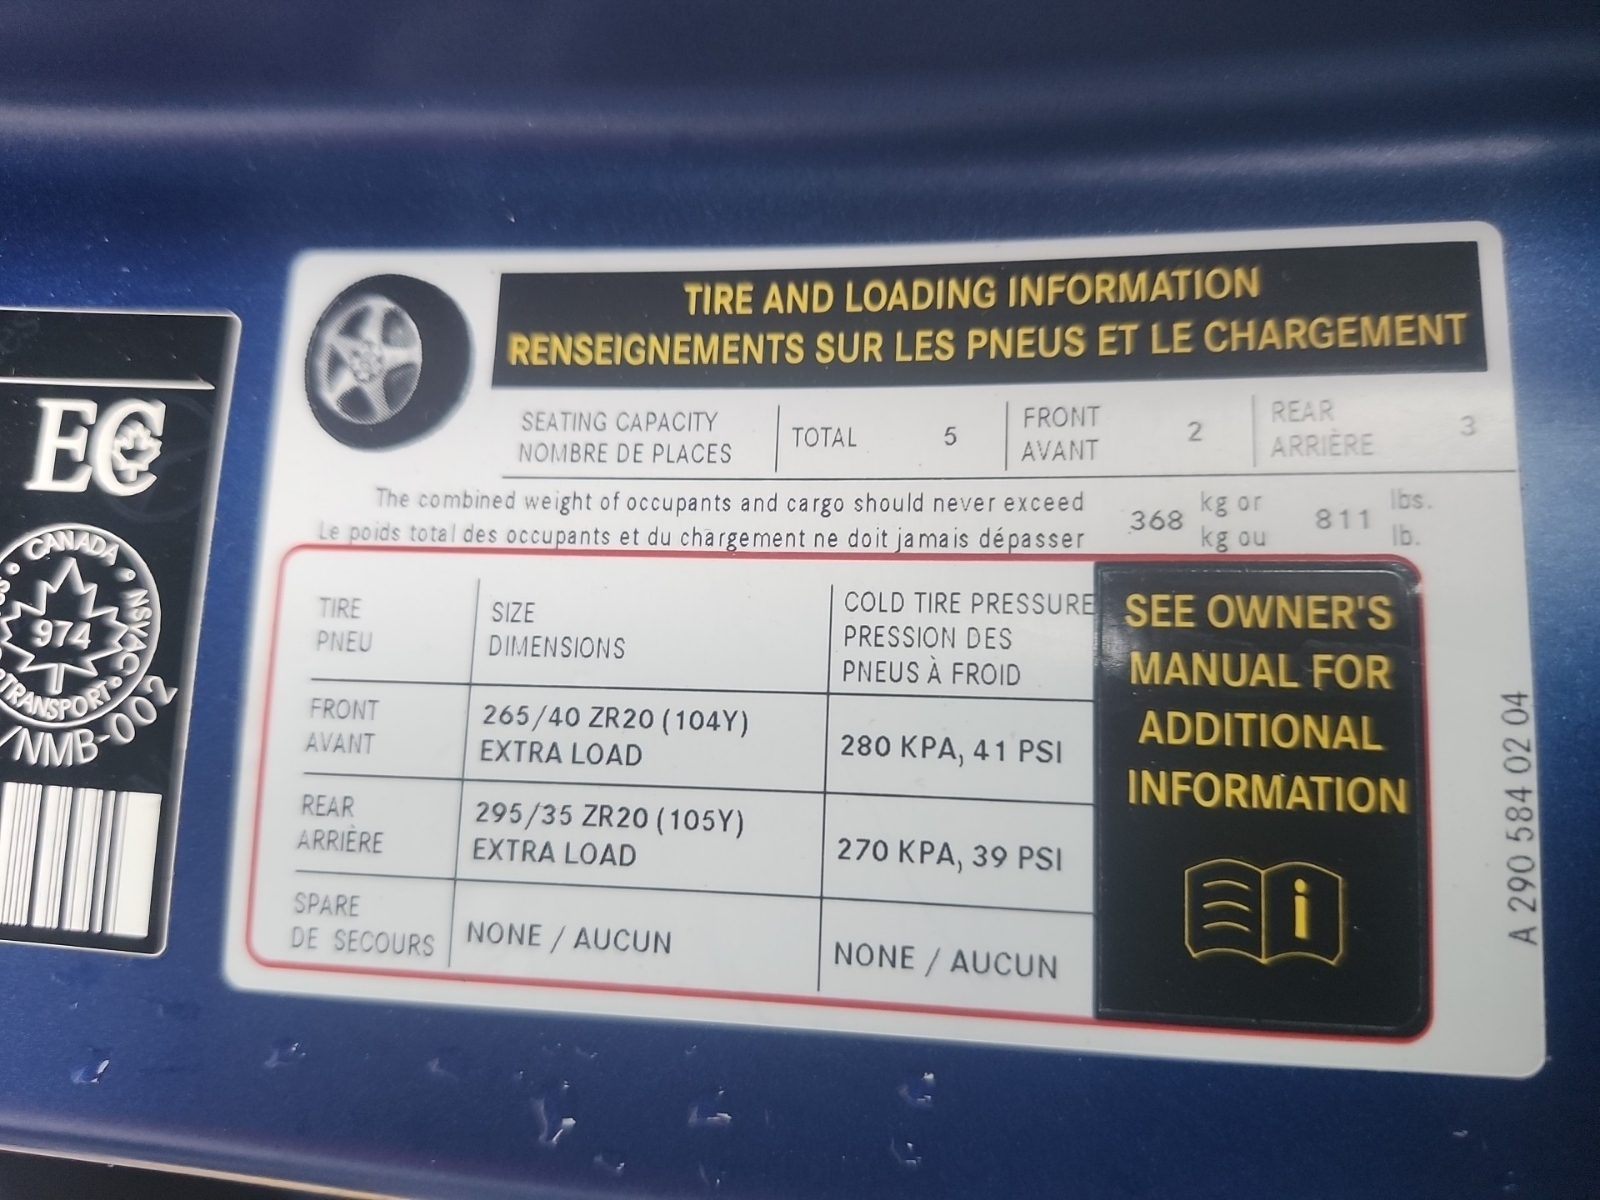 TIRE AND LOADING INFORMATION
RENSEIGNEMENTS SUR LES PNEUS ET LE CHARGEMENT
SEATING CAPACITY
NOMBRE DE PLACES
TOTAL 5
FRONT
AVANT
2
REAR
ARRIÈRE
3
The combined weight of occupants and cargo should never exceed
Le poids total des occupants et du chargement ne doit jamais dépasser
368
kg or
kg ou
811
lbs.
lb.
TIRE
PNEU
SIZE
DIMENSIONS
COLD TIRE PRESSURE
PRESSION DES
PNEUS À FROID
FRONT
AVANT
265/40 ZR20 (104Y)
EXTRA LOAD
280 KPA, 41 PSI
REAR
ARRIÈRE
295/35 ZR20 (105Y)
EXTRA LOAD
270 KPA, 39 PSI
SPARE
DE SECOURS
NONE / AUCUN
NONE / AUCUN
SEE OWNER'S
MANUAL FOR
ADDITIONAL
INFORMATION
i
A 290 584 02 04
EC
CANADA
NSVAC
974
TRANSPORT
/NMB-002